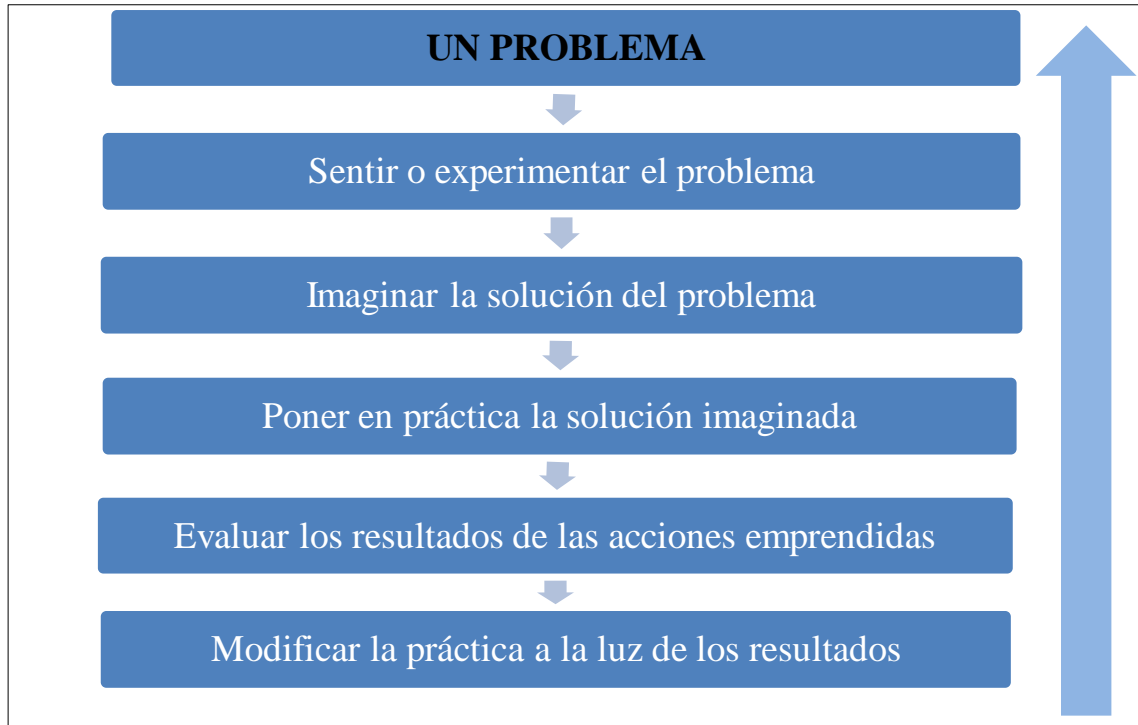 UN PROBLEMA
Sentir o experimentar el problema
Imaginar la solución del problema
Poner en práctica la solución imaginada
Evaluar los resultados de las acciones emprendidas
Modificar la práctica a la luz de los resultados